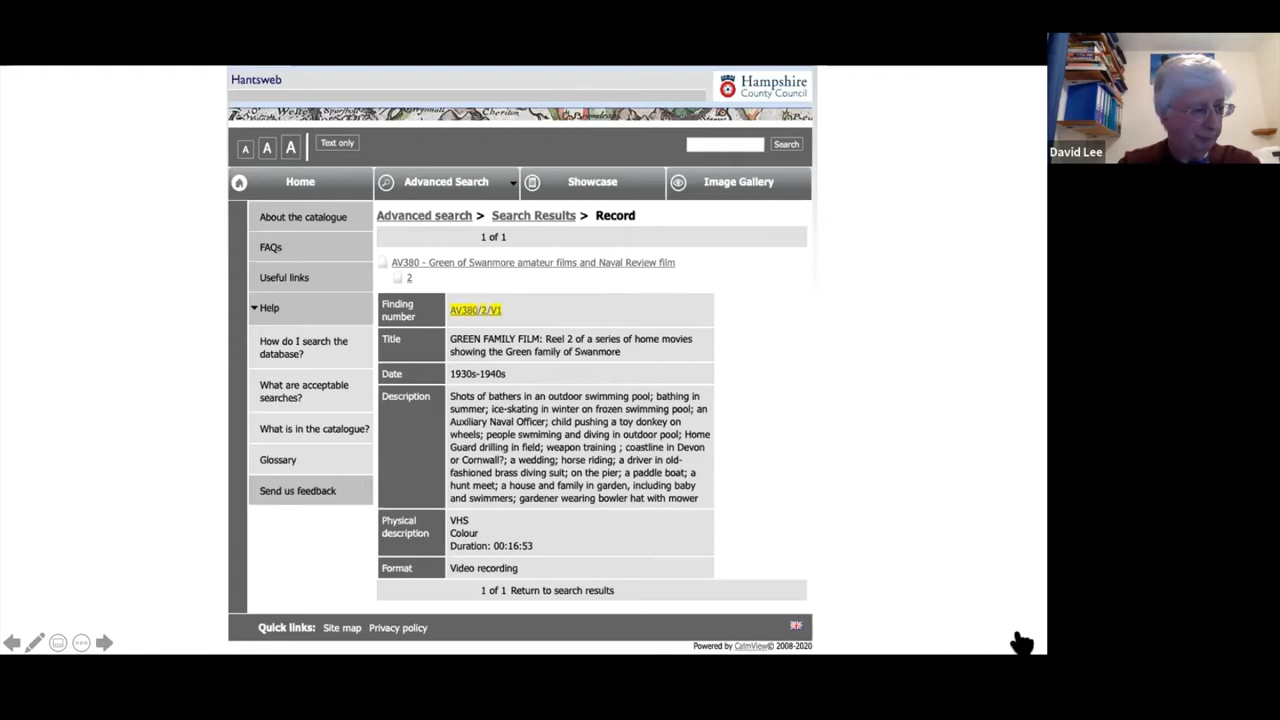 Hantsweb
Hampshire
County Council
A A A
Text only
Search
Home
Advanced Search
Showcase
Image Gallery
About the catalogue
FAQs
Useful links
Help
How do I search the
database?
What are acceptable
searches?
What is in the catalogue?
Glossary
Send us feedback
Advanced search > Search Results > Record
1 of 1
AV380 - Green of Swanmore amateur films and Naval Review film
2
Finding
number
AV380/2/V1
Title
GREEN FAMILY FILM: Reel 2 of a series of home movies
showing the Green family of Swanmore
Date
1930s-1940s
Description
Shots of bathers in an outdoor swimming pool; bathing in
summer; ice-skating in winter on frozen swimming pool; an
Auxiliary Naval Officer; child pushing a toy donkey on
wheels; people swmiming and diving in outdoor pool; Home
Guard drilling in field; weapon training ; coastline in Devon
or Cornwall?; a wedding; horse riding; a driver in old-
fashioned brass diving suit; on the pier; a paddle boat; a
hunt meet; a house and family in garden, including baby
and swimmers; gardener wearing bowler hat with mower
Physical
description
VHS
Colour
Duration: 00:16:53
Format
Video recording
1 of 1 Return to search results
Quick links: Site map Privacy policy
Powered by CalmView© 2008-2020
David Lee